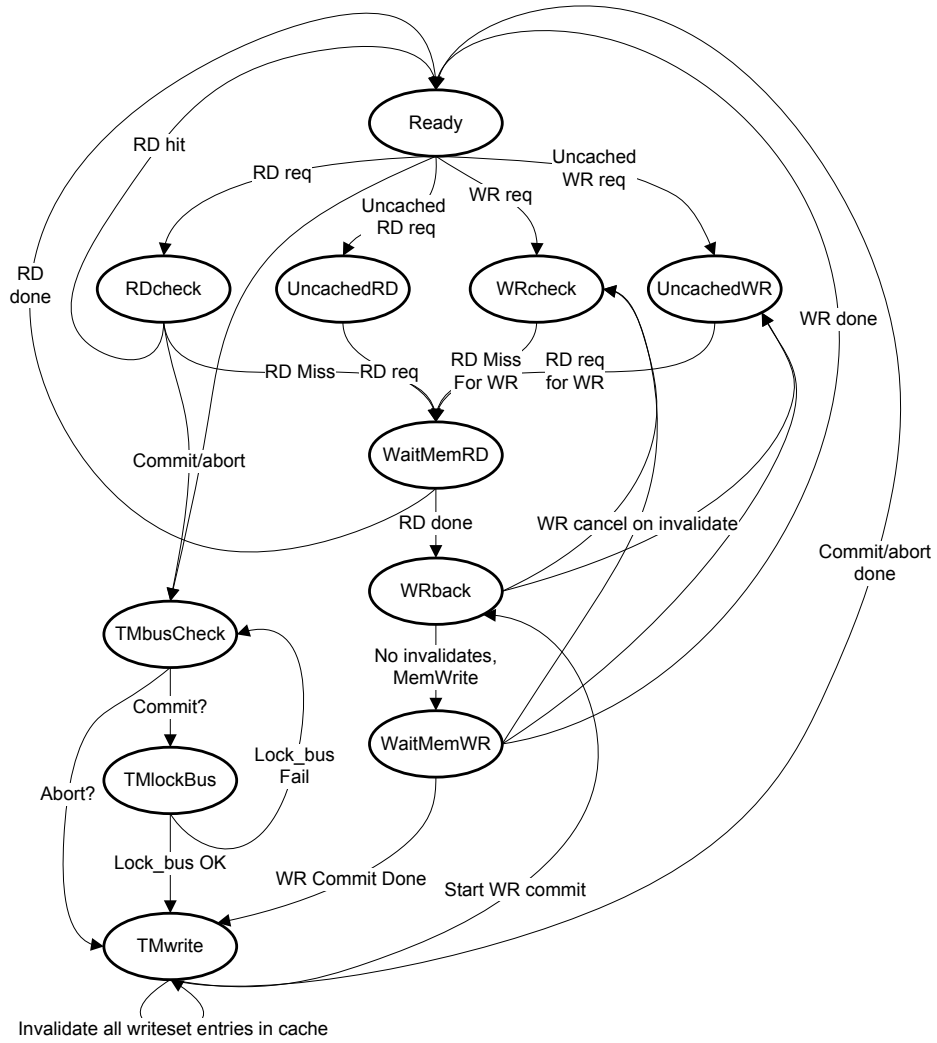 Ready
RD hit
RD req
Uncached
RD req
WR req
Uncached
WR req
RD
done
RDcheck
UncachedRD
WRcheck
UncachedWR
WR done
RD Miss
RD req
RD Miss
For WR
RD req
for WR
WaitMemRD
Commit/abort
RD done
WR cancel on invalidate
Commit/abort
done
WRback
TMbusCheck
No invalidates,
MemWrite
Commit?
WaitMemWR
Lock_bus
Fail
TMlockBus
Abort?
Lock_bus OK
WR Commit Done
Start WR commit
TMwrite
Invalidate all writeset entries in cache